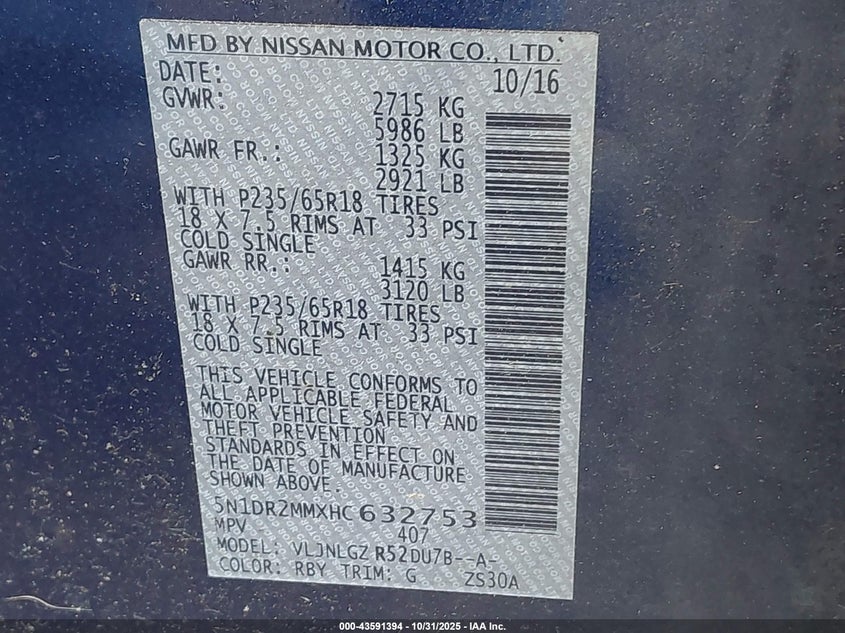 MFD BY NISSAN MOTOR CO., LTD.
DATE: 10/16
GVWR: 2715 KG
5986 LB
GAWR FR.: 1325 KG
2921 LB
WITH P235/65R18 TIRES
18 X 7.5 RIMS AT 33 PSI
COLD SINGLE
GAWR RR.: 1415 KG
3120 LB
WITH P235/65R18 TIRES
18 X 7.5 RIMS AT 33 PSI
COLD SINGLE
THIS VEHICLE CONFORMS TO
ALL APPLICABLE FEDERAL
MOTOR VEHICLE SAFETY AND
THEFT PREVENTION
STANDARDS IN EFFECT ON
THE DATE OF MANUFACTURE
SHOWN ABOVE.
5N1DR2MMXHC632753
MPV 407
MODEL: VLJNLGZ R52DU7B--A-
COLOR: RBY TRIM: G ZS30A
000-43591394 - 10/31/2025 - IAA Inc.